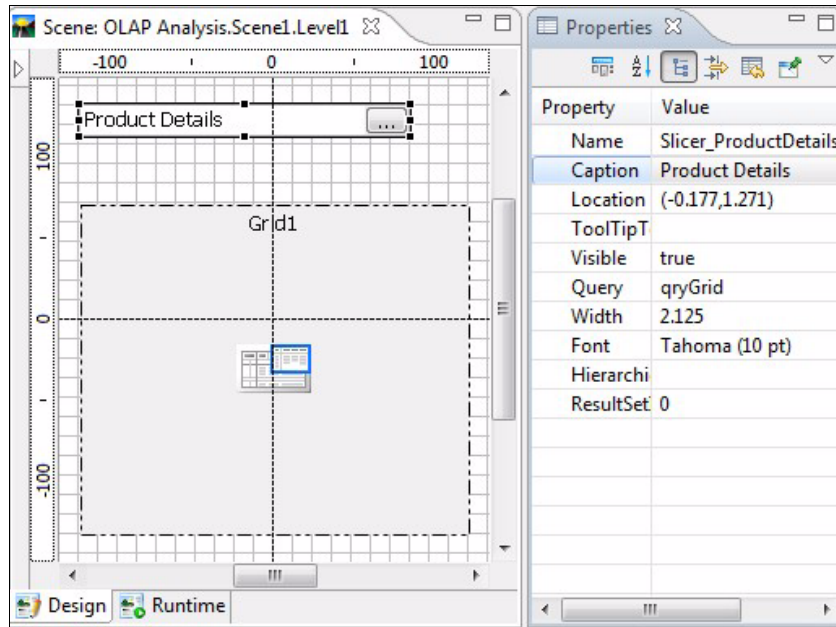 Scene: OLAP Analysis.Scene1.Level1
-100 0 100
Product Details
...
100
Grid1
0
-100
Design Runtime
Properties
Property Value
Name Slicer_ProductDetails
Caption Product Details
Location (-0.177,1.271)
ToolTipT
Visible true
Query qryGrid
Width 2.125
Font Tahoma (10 pt)
Hierarchi
ResultSet 0